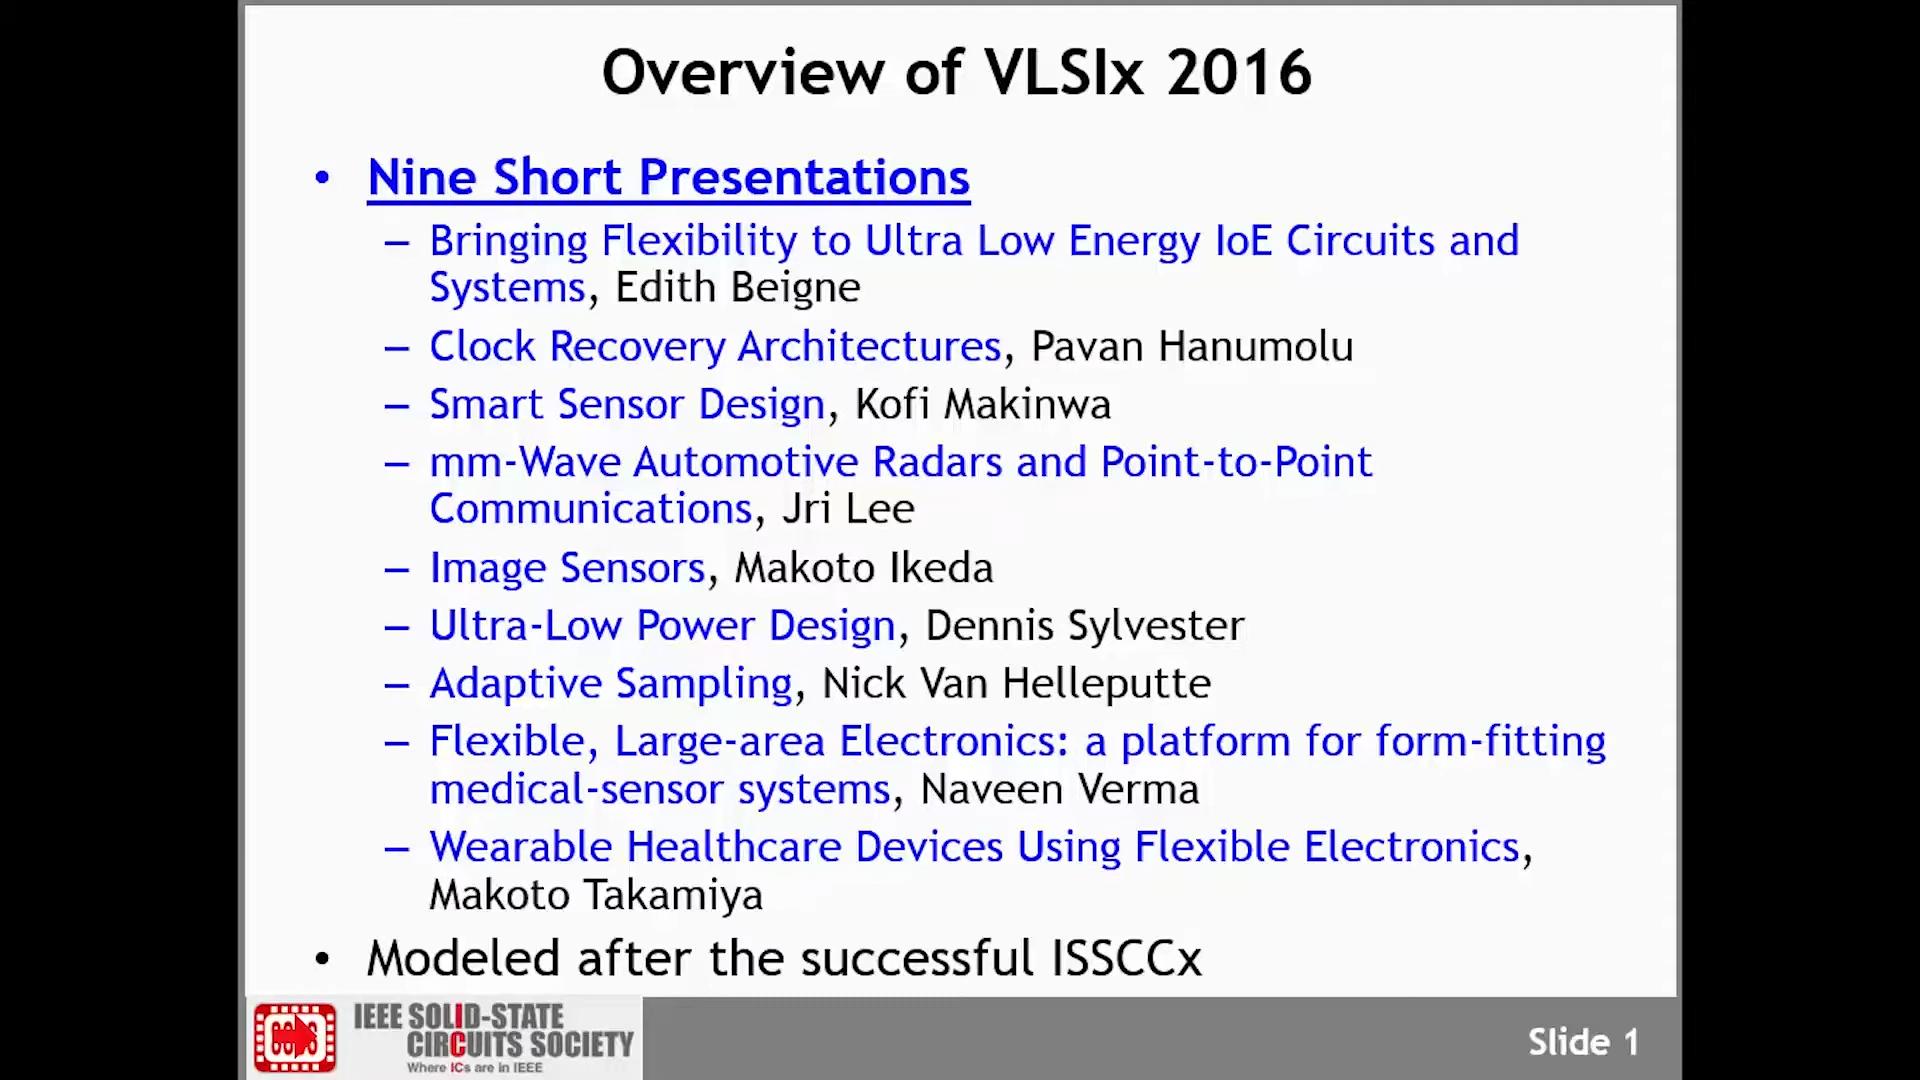 Overview of VLSIx 2016
• Nine Short Presentations
– Bringing Flexibility to Ultra Low Energy IoE Circuits and
Systems, Edith Beigne
– Clock Recovery Architectures, Pavan Hanumolu
– Smart Sensor Design, Kofi Makinwa
– mm-Wave Automotive Radars and Point-to-Point
Communications, Jri Lee
– Image Sensors, Makoto Ikeda
– Ultra-Low Power Design, Dennis Sylvester
– Adaptive Sampling, Nick Van Helleputte
– Flexible, Large-area Electronics: a platform for form-fitting
medical-sensor systems, Naveen Verma
– Wearable Healthcare Devices Using Flexible Electronics,
Makoto Takamiya
• Modeled after the successful ISSCCx
IEEE SOLID-STATE
CIRCUITS SOCIETY
Where ICs are in IEEE
Slide 1